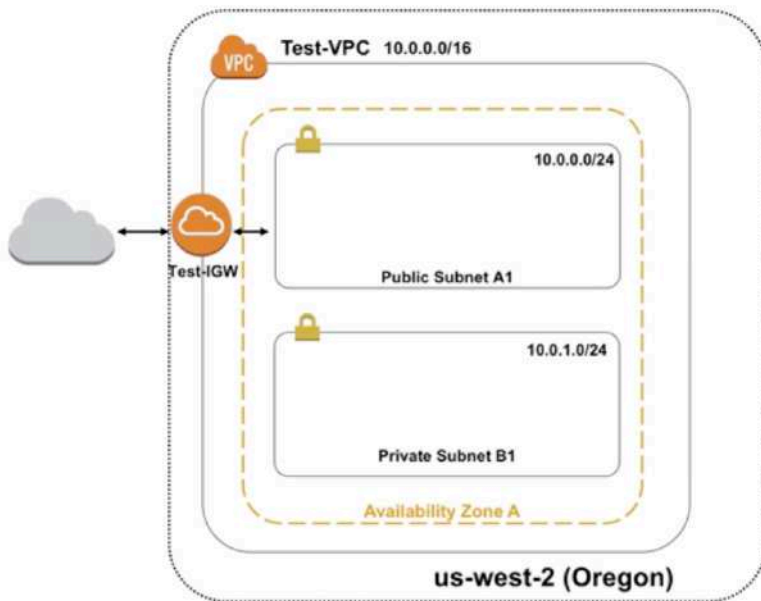 Test-VPC 10.0.0.0/16
VPC
10.0.0.0/24
Test-IGW
Public Subnet A1
10.0.1.0/24
Private Subnet B1
Availability Zone A
us-west-2 (Oregon)